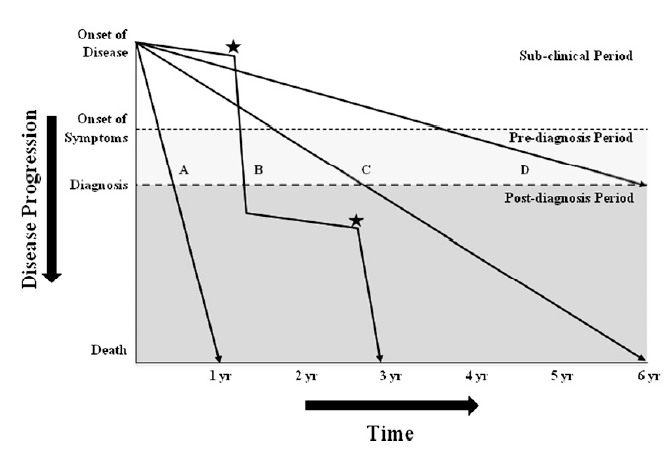 Onset of
Disease
Sub-clinical Period
Onset of
Symptoms
Pre-diagnosis Period
A
B
C
D
Diagnosis
Post-diagnosis Period
Disease Progression
Death
1 yr
2 yr
3 yr
4 yr
5 yr
6 yr
Time